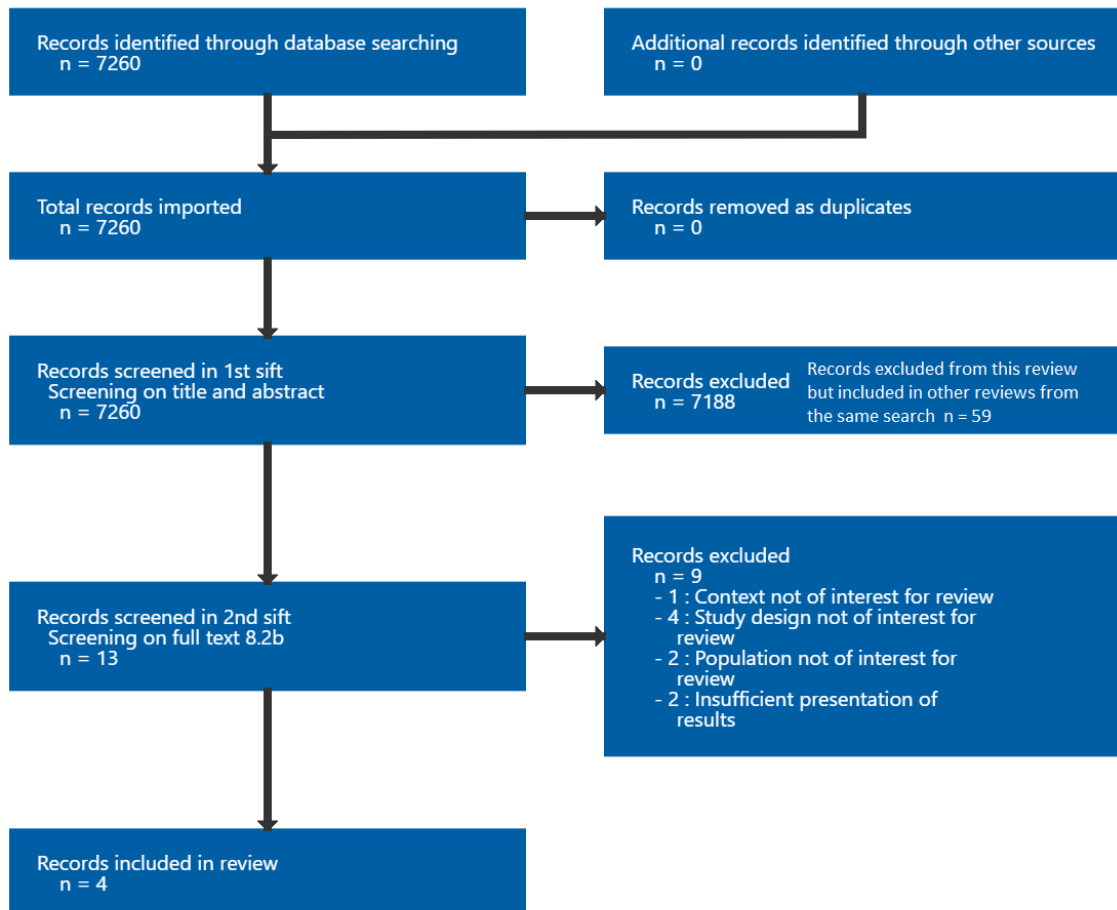 Records identified through database searching
n = 7260
Additional records identified through other sources
n = 0
Total records imported
n = 7260
Records removed as duplicates
n = 0
Records screened in 1st sift
Screening on title and abstract
n = 7260
Records excluded
n = 7188
Records excluded from this review
but included in other reviews from
the same search  n = 59
Records screened in 2nd sift
Screening on full text 8.2b
n = 13
Records excluded
n = 9
- 1 : Context not of interest for review
- 4 : Study design not of interest for
review
- 2 : Population not of interest for
review
- 2 : Insufficient presentation of
results
Records included in review
n = 4